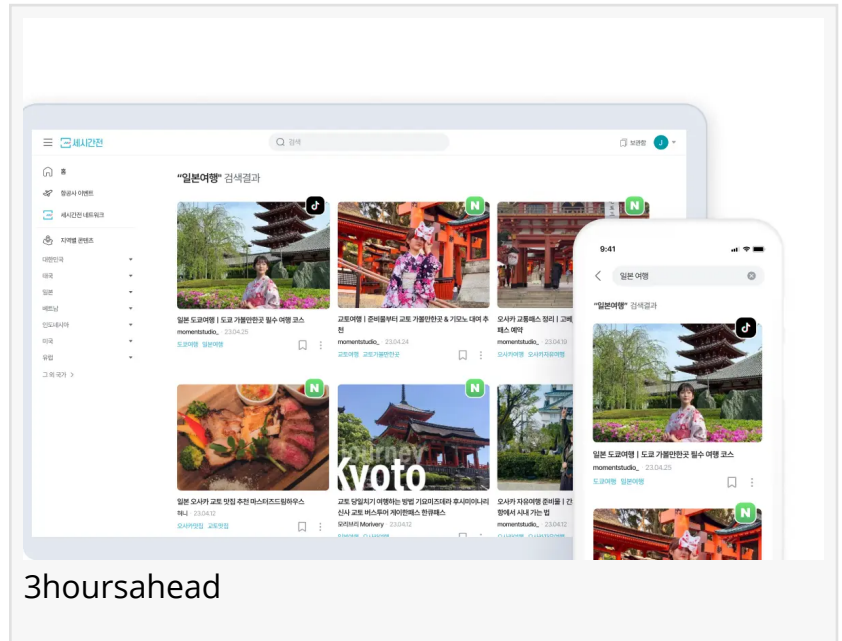 세시간전
검색
보관함
J
홈
항공사 이벤트
세시간전 네트워크
지역별 콘텐츠
대한민국
태국
일본
베트남
인도네시아
미국
유럽
그 외 국가 >
"일본여행" 검색결과
일본 도쿄여행 | 도쿄 가볼만한곳 필수 여행 코스
momentstudio_ · 23.04.25
도쿄여행 일본여행
N
교토여행 | 준비물부터 교토 가볼만한곳 & 기모노 대여 추
천
momentstudio_ · 23.04.24
교토여행 교토가볼만한곳
N
오사카 교통패스 정리 | 고베
패스 예약
momentstudio_ · 23.04.19
오사카여행 오사카자유여행
N
일본 오사카 교토 맛집 추천 마스터즈드림하우스
쳐니 · 23.04.12
오사카맛집 교토맛집
N
Journey
Kyoto
교토 당일치기 여행하는 방법 기요미즈데라 후시미이나리
신사 교토 버스투어 게이한패스 한큐패스
모리브리 Morivery · 23.04.12
오사카 자유여행 준비물 | 간
항에서 시내 가는 법
momentstudio_ · 23.04.12
9:41
일본 여행
"일본여행" 검색결과
일본 도쿄여행 | 도쿄 가볼만한곳 필수 여행 코스
momentstudio_ · 23.04.25
도쿄여행 일본여행
N
3hoursahead